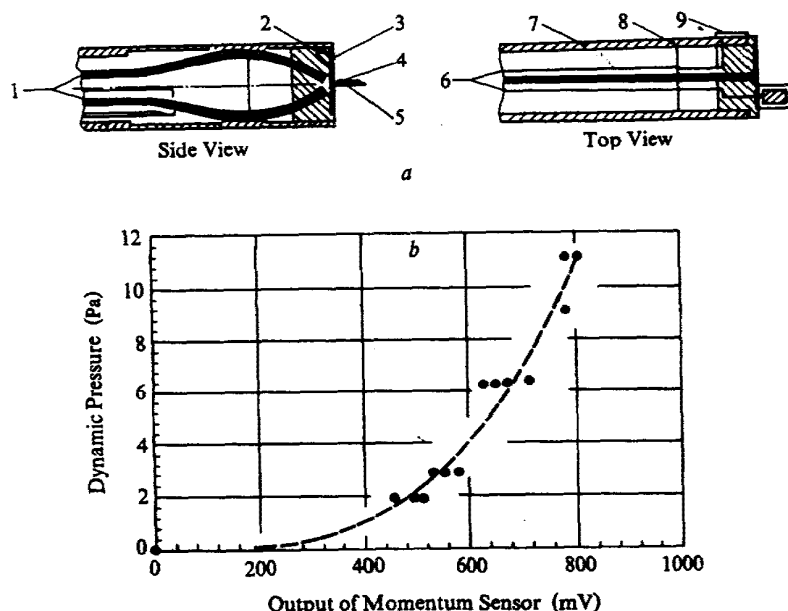 2 3 4 7 8 9
1 5 6
Side View Top View
a
b
12
10
8
6
4
2
0
Dynamic Pressure (Pa)
0 200 400 600 800 1000
Output of Momentum Sensor (mV)